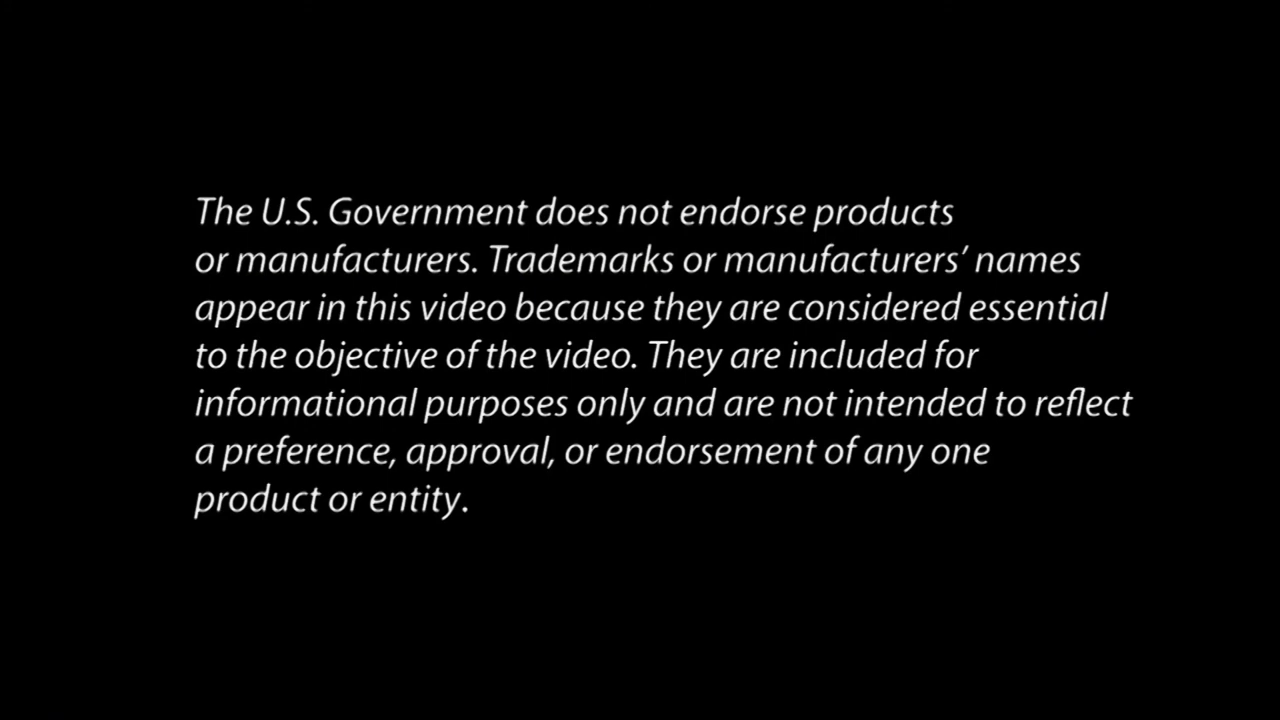 The U.S. Government does not endorse products
or manufacturers. Trademarks or manufacturers’ names
appear in this video because they are considered essential
to the objective of the video. They are included for
informational purposes only and are not intended to reflect
a preference, approval, or endorsement of any one
product or entity.